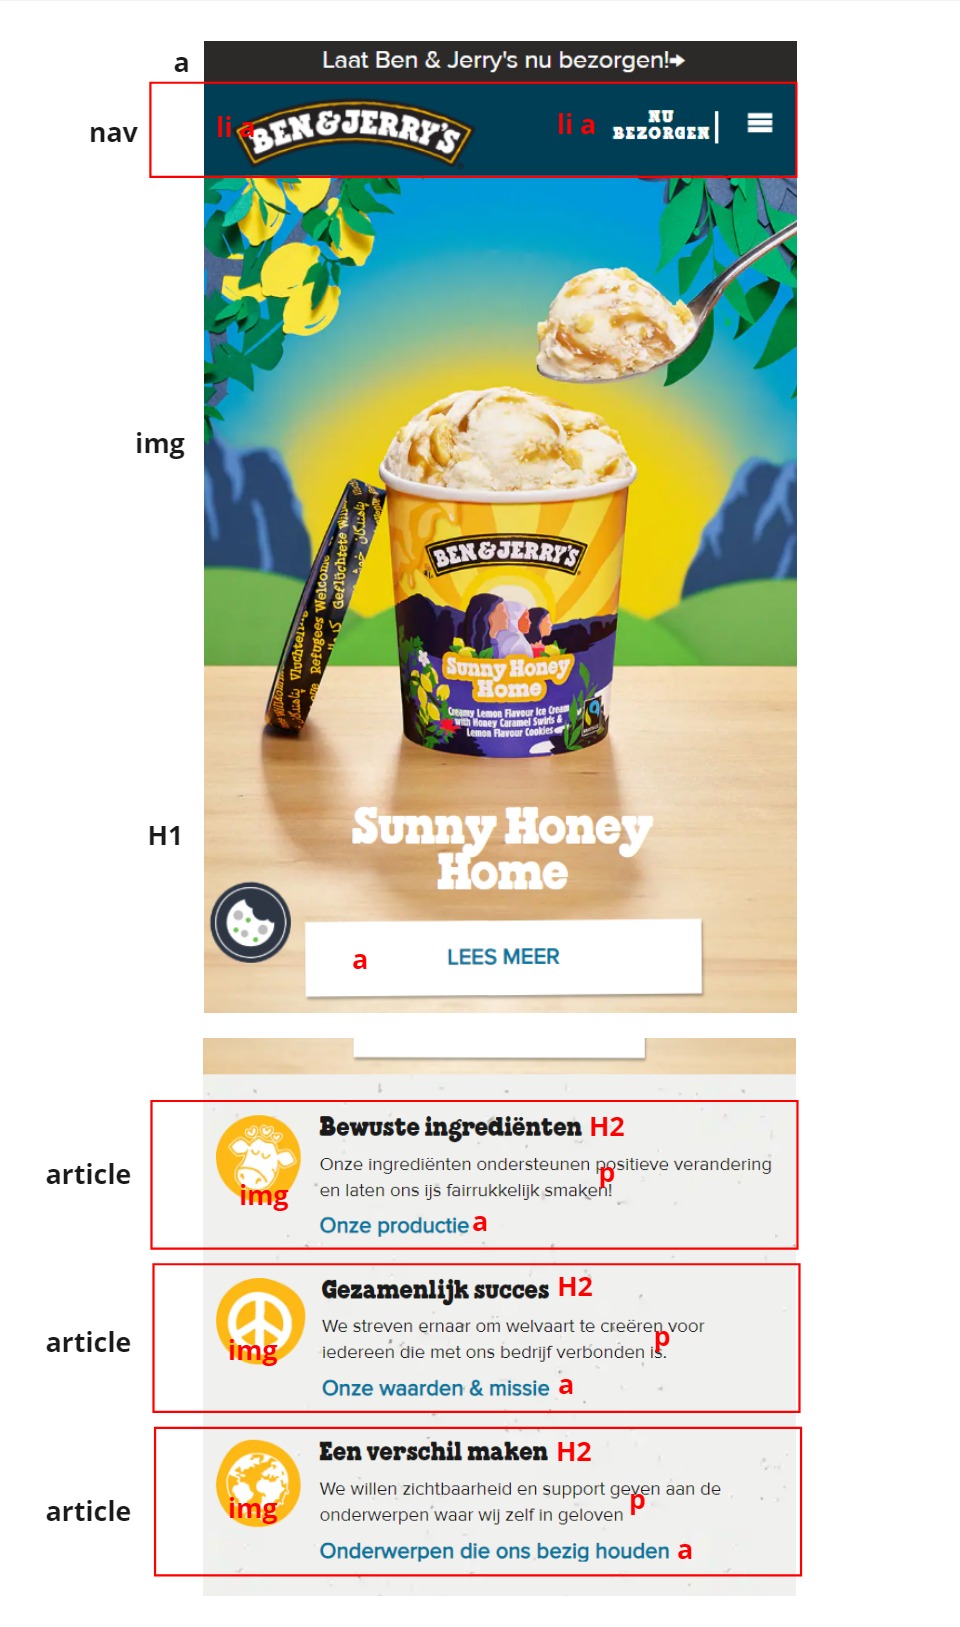 a
Laat Ben & Jerry's nu bezorgen!
nav
li a
BEN & JERRY'S
li a
NU
BEZORGEN
img
BEN & JERRY'S
Refugees Welcome
Geflüchtete
Sunny Honey
Home
Creamy Lemon Flavour Ice Cream
with Honey Caramel Swirls &
Lemon Flavour Cookies
H1
Sunny Honey
Home
a
LEES MEER
article
Bewuste ingrediënten H2
Onze ingrediënten ondersteunen positieve verandering
p
en laten ons ijs fairrukkelijk smaken!
img
Onze productie a
article
Gezamenlijk succes H2
We streven ernaar om welvaart te creëren voor
p
iedereen die met ons bedrijf verbonden is.
img
Onze waarden & missie a
article
Een verschil maken H2
We willen zichtbaarheid en support geven aan de
p
onderwerpen waar wij zelf in geloven
img
Onderwerpen die ons bezig houden a